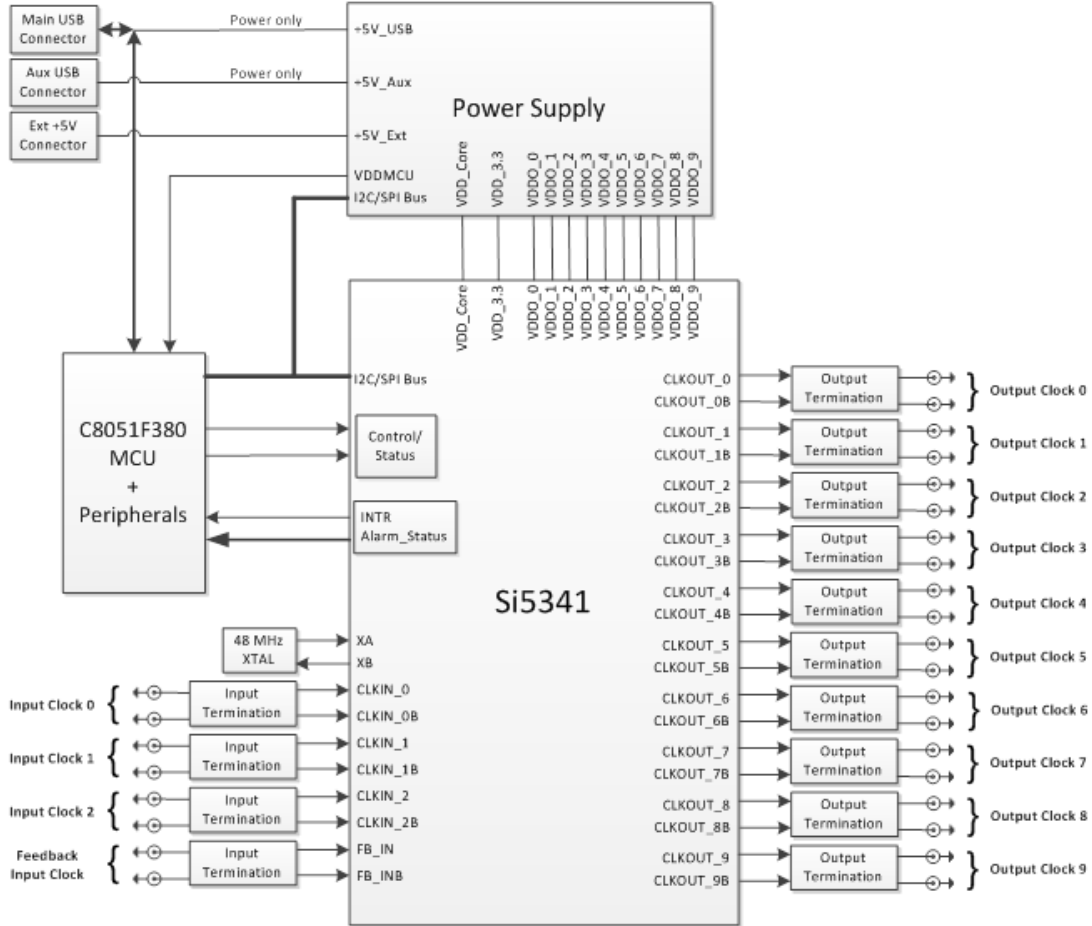 Main USB
Connector
Power only
+5V_USB
Aux USB
Connector
Power only
+5V_Aux
Power Supply
Ext +5V
Connector
+5V_Ext
VDDMCU
I2C/SPI Bus
VDD_Core
VDD_3.3
VDDO_0
VDDO_1
VDDO_2
VDDO_3
VDDO_4
VDDO_5
VDDO_6
VDDO_7
VDDO_8
VDDO_9
VDD_Core
VDD_3.3
VDDO_0
VDDO_1
VDDO_2
VDDO_3
VDDO_4
VDDO_5
VDDO_6
VDDO_7
VDDO_8
VDDO_9
C8051F380
MCU
+
Peripherals
I2C/SPI Bus
Control/
Status
INTR
Alarm_Status
Si5341
48 MHz
XTAL
XA
XB
Input Clock 0
Input
Termination
CLKIN_0
CLKIN_0B
Input Clock 1
Input
Termination
CLKIN_1
CLKIN_1B
Input Clock 2
Input
Termination
CLKIN_2
CLKIN_2B
Feedback
Input Clock
Input
Termination
FB_IN
FB_INB
CLKOUT_0
CLKOUT_0B
Output
Termination
Output Clock 0
CLKOUT_1
CLKOUT_1B
Output
Termination
Output Clock 1
CLKOUT_2
CLKOUT_2B
Output
Termination
Output Clock 2
CLKOUT_3
CLKOUT_3B
Output
Termination
Output Clock 3
CLKOUT_4
CLKOUT_4B
Output
Termination
Output Clock 4
CLKOUT_5
CLKOUT_5B
Output
Termination
Output Clock 5
CLKOUT_6
CLKOUT_6B
Output
Termination
Output Clock 6
CLKOUT_7
CLKOUT_7B
Output
Termination
Output Clock 7
CLKOUT_8
CLKOUT_8B
Output
Termination
Output Clock 8
CLKOUT_9
CLKOUT_9B
Output
Termination
Output Clock 9